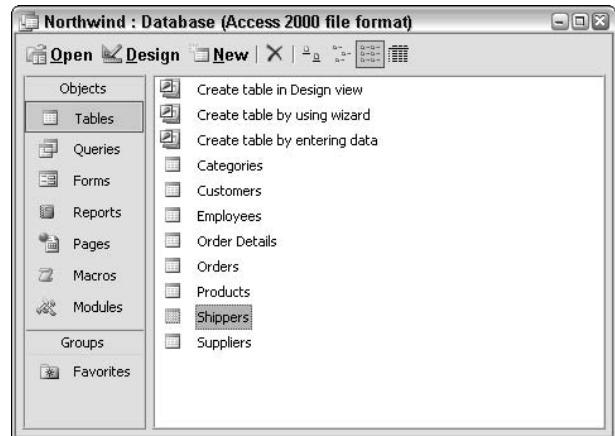 Northwind : Database (Access 2000 file format)
Open Design New
Objects
Tables
Queries
Forms
Reports
Pages
Macros
Modules
Groups
Favorites
Create table in Design view
Create table by using wizard
Create table by entering data
Categories
Customers
Employees
Order Details
Orders
Products
Shippers
Suppliers